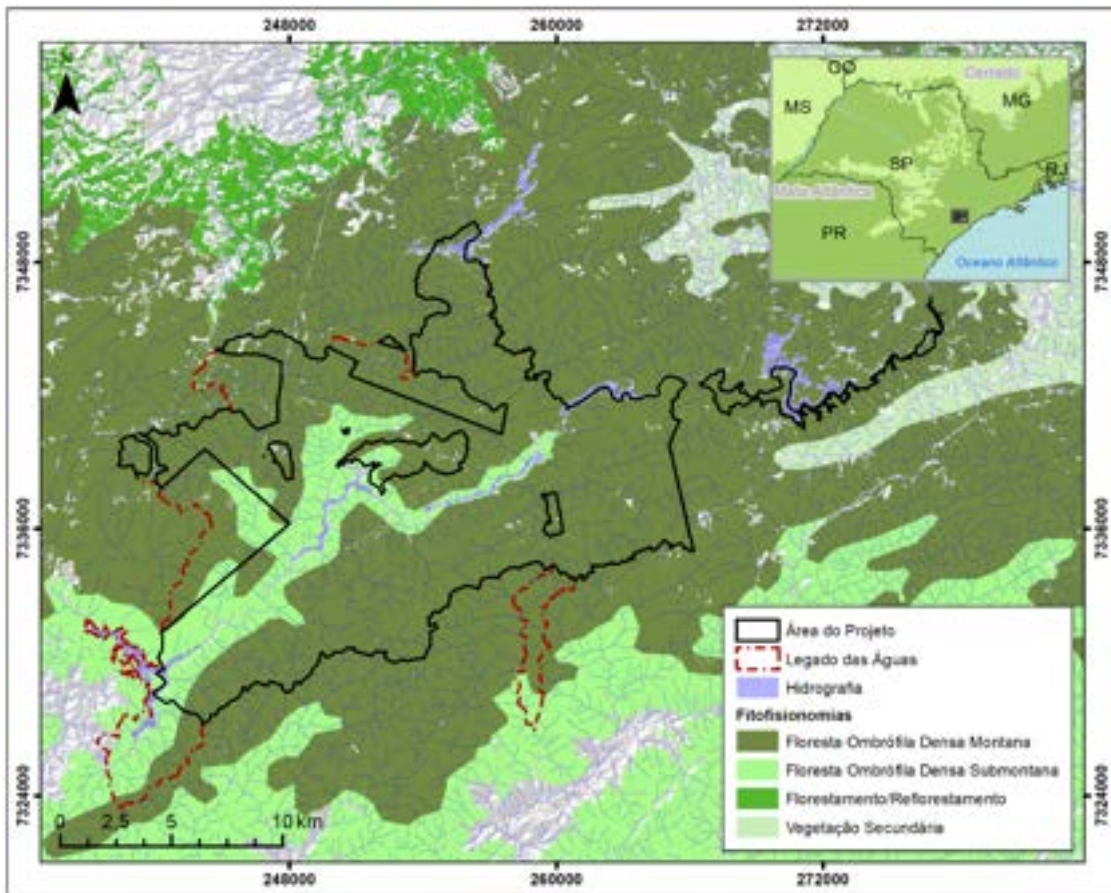 248000
260000
272000
GO
Cerrado
MS
MG
SP
RJ
Mata Atlântica
PR
Oceano Atlântico
7348000
7348000
7336000
7336000
7324000
7324000
Área do Projeto
Legado das Águas
Hidrografia
Fitofisionomias
Floresta Ombrófila Densa Montana
Floresta Ombrófila Densa Submontana
Florestamento/Reflorestamento
Vegetação Secundária
0 2,5 5 10 km
248000
260000
272000